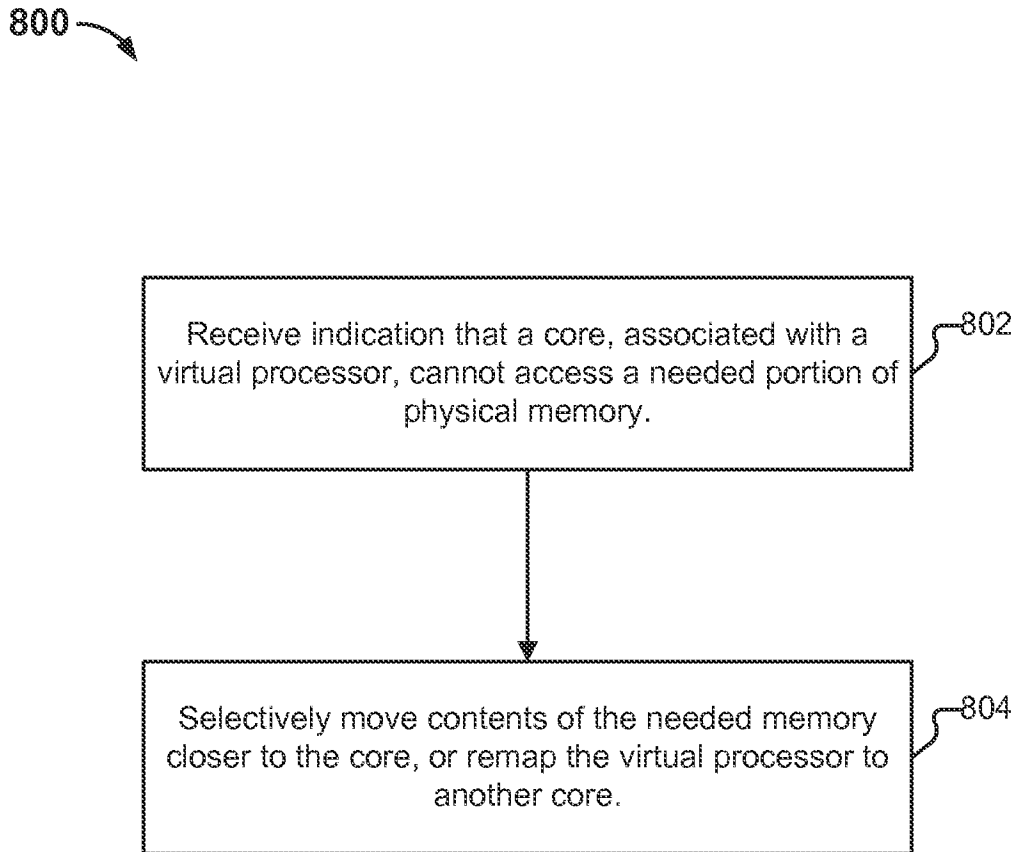 800
Receive indication that a core, associated with a
virtual processor, cannot access a needed portion of
physical memory.
802
Selectively move contents of the needed memory
closer to the core, or remap the virtual processor to
another core.
804